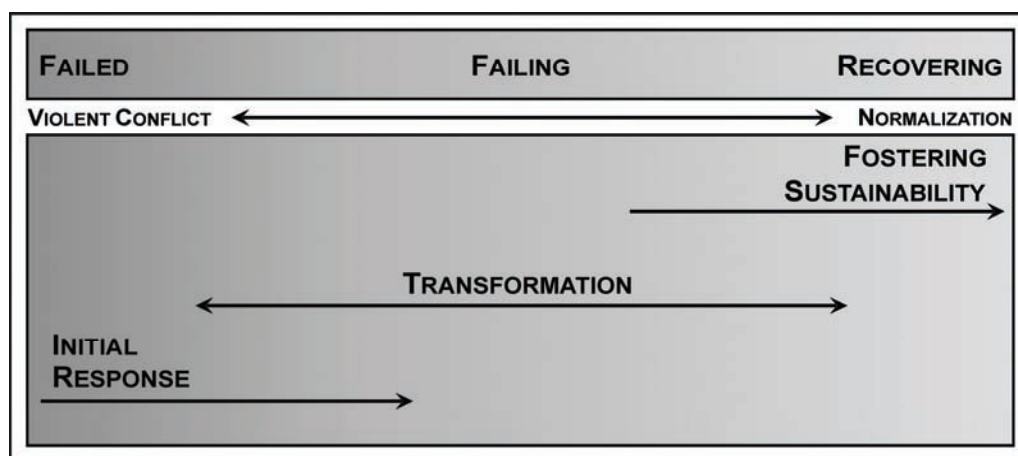 FAILED FAILING RECOVERING
VIOLENT CONFLICT NORMALIZATION
FOSTERING
SUSTAINABILITY
TRANSFORMATION
INITIAL
RESPONSE